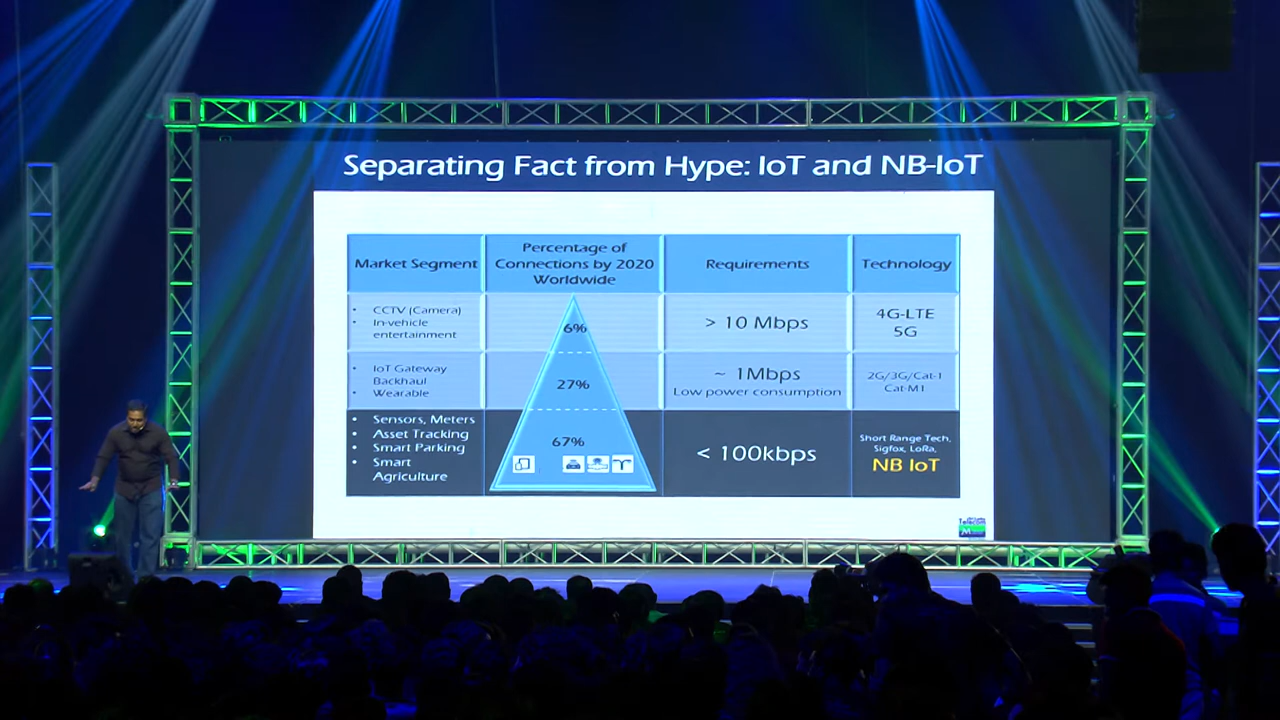 Separating Fact from Hype: IoT and NB-IoT
Market Segment
Percentage of
Connections by 2020
Worldwide
Requirements
Technology
• CCTV (Camera)
• In-vehicle
entertainment
6%
> 10 Mbps
4G-LTE
5G
• IoT Gateway
Backhaul
• Wearable
27%
~ 1Mbps
Low power consumption
2G/3G/Cat-1
Cat-M1
• Sensors, Meters
• Asset Tracking
• Smart Parking
• Smart
Agriculture
67%
< 100kbps
Short Range Tech,
Sigfox, LoRa,
NB IoT
Telecom